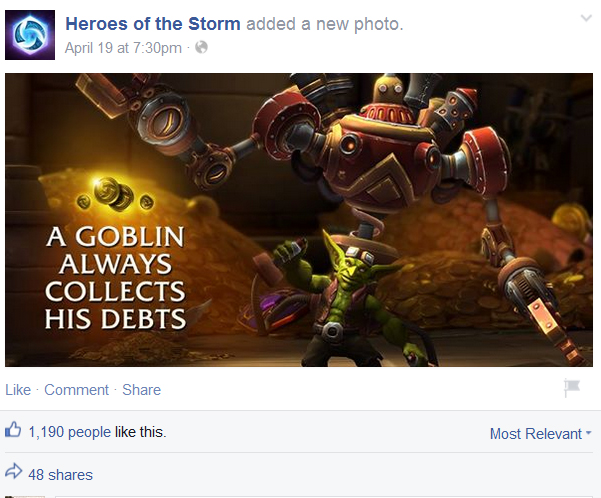 Heroes of the Storm added a new photo.
April 19 at 7:30pm ·
A GOBLIN
ALWAYS
COLLECTS
HIS DEBTS
Like · Comment · Share
1,190 people like this.
Most Relevant
48 shares